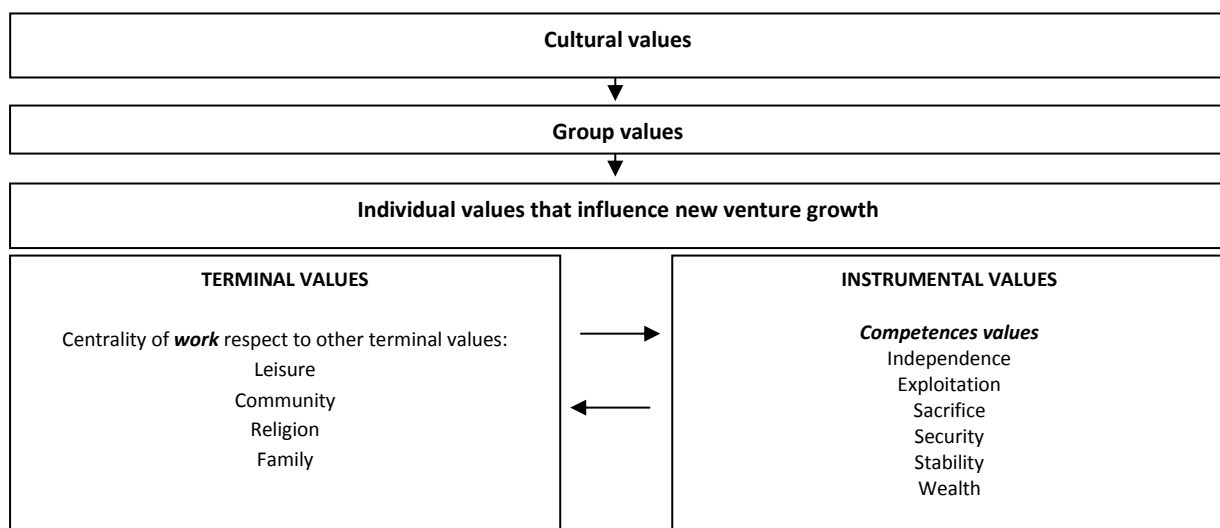 Cultural values
Group values
Individual values that influence new venture growth
TERMINAL VALUES
Centrality of work respect to other terminal values:
Leisure
Community
Religion
Family
INSTRUMENTAL VALUES
Competences values
Independence
Exploitation
Sacrifice
Security
Stability
Wealth